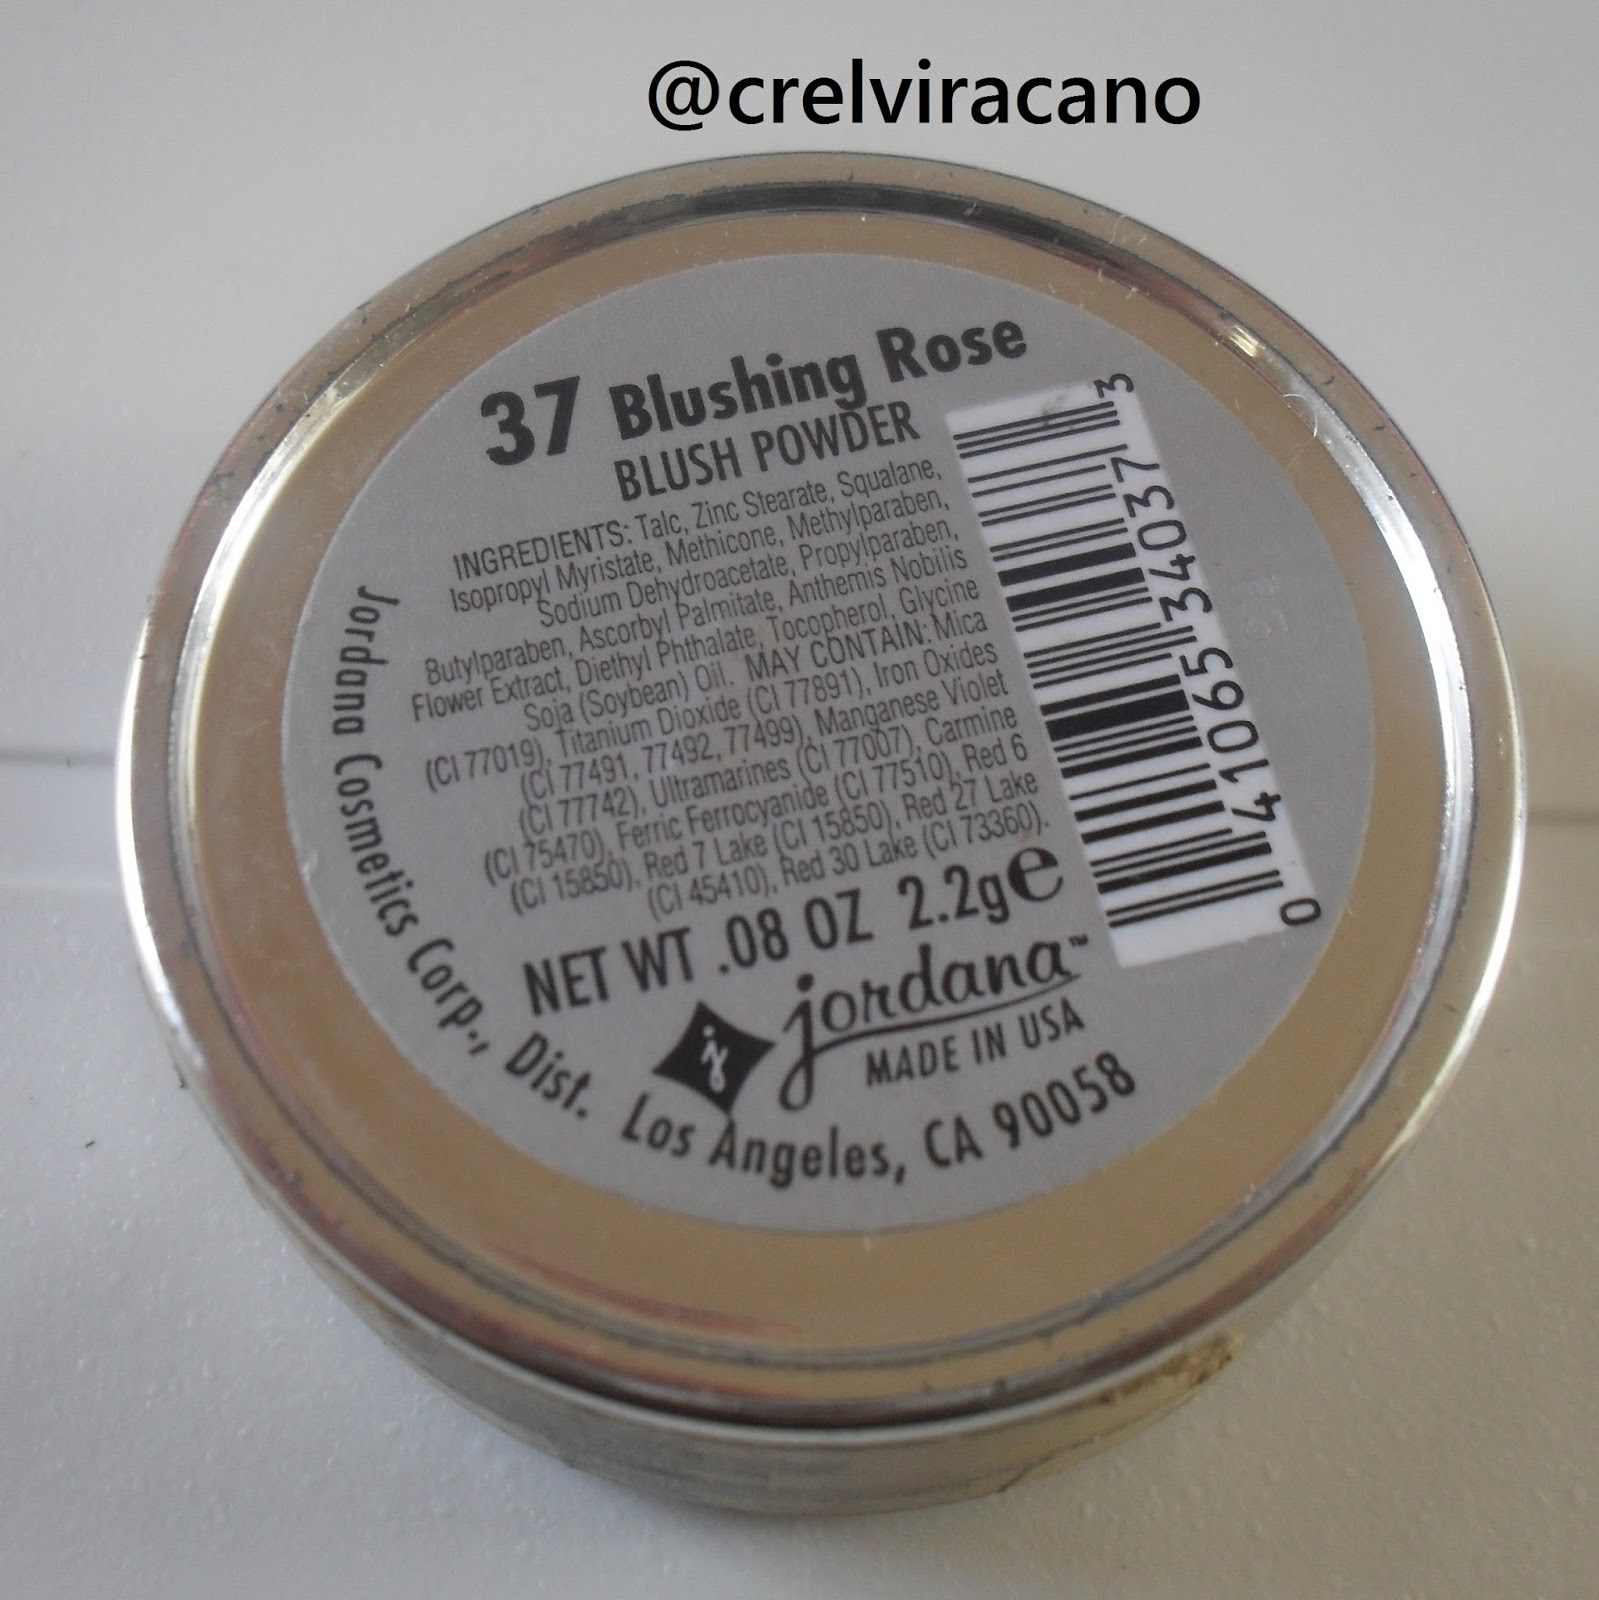 @crelviracano
37 Blushing Rose
BLUSH POWDER
INGREDIENTS: Talc, Zinc Stearate, Squalane,
Isopropyl Myristate, Methicone, Methylparaben,
Sodium Dehydroacetate, Propylparaben,
Butylparaben, Ascorbyl Palmitate, Anthemis Nobilis
Flower Extract, Diethyl Phthalate, Tocopherol, Glycine
Soja (Soybean) Oil. MAY CONTAIN: Mica
(CI 77019), Titanium Dioxide (CI 77891), Iron Oxides
(CI 77491, 77492, 77499), Manganese Violet
(CI 77742), Ultramarines (CI 77007), Carmine
(CI 75470), Ferric Ferrocyanide (CI 77510), Red 6
(CI 15850), Red 7 Lake (CI 15850), Red 27 Lake
(CI 45410), Red 30 Lake (CI 73360).
NET WT .08 OZ 2.2g e
jordana™
MADE IN USA
Jordana Cosmetics Corp., Dist. Los Angeles, CA 90058
0 41065 34037 3